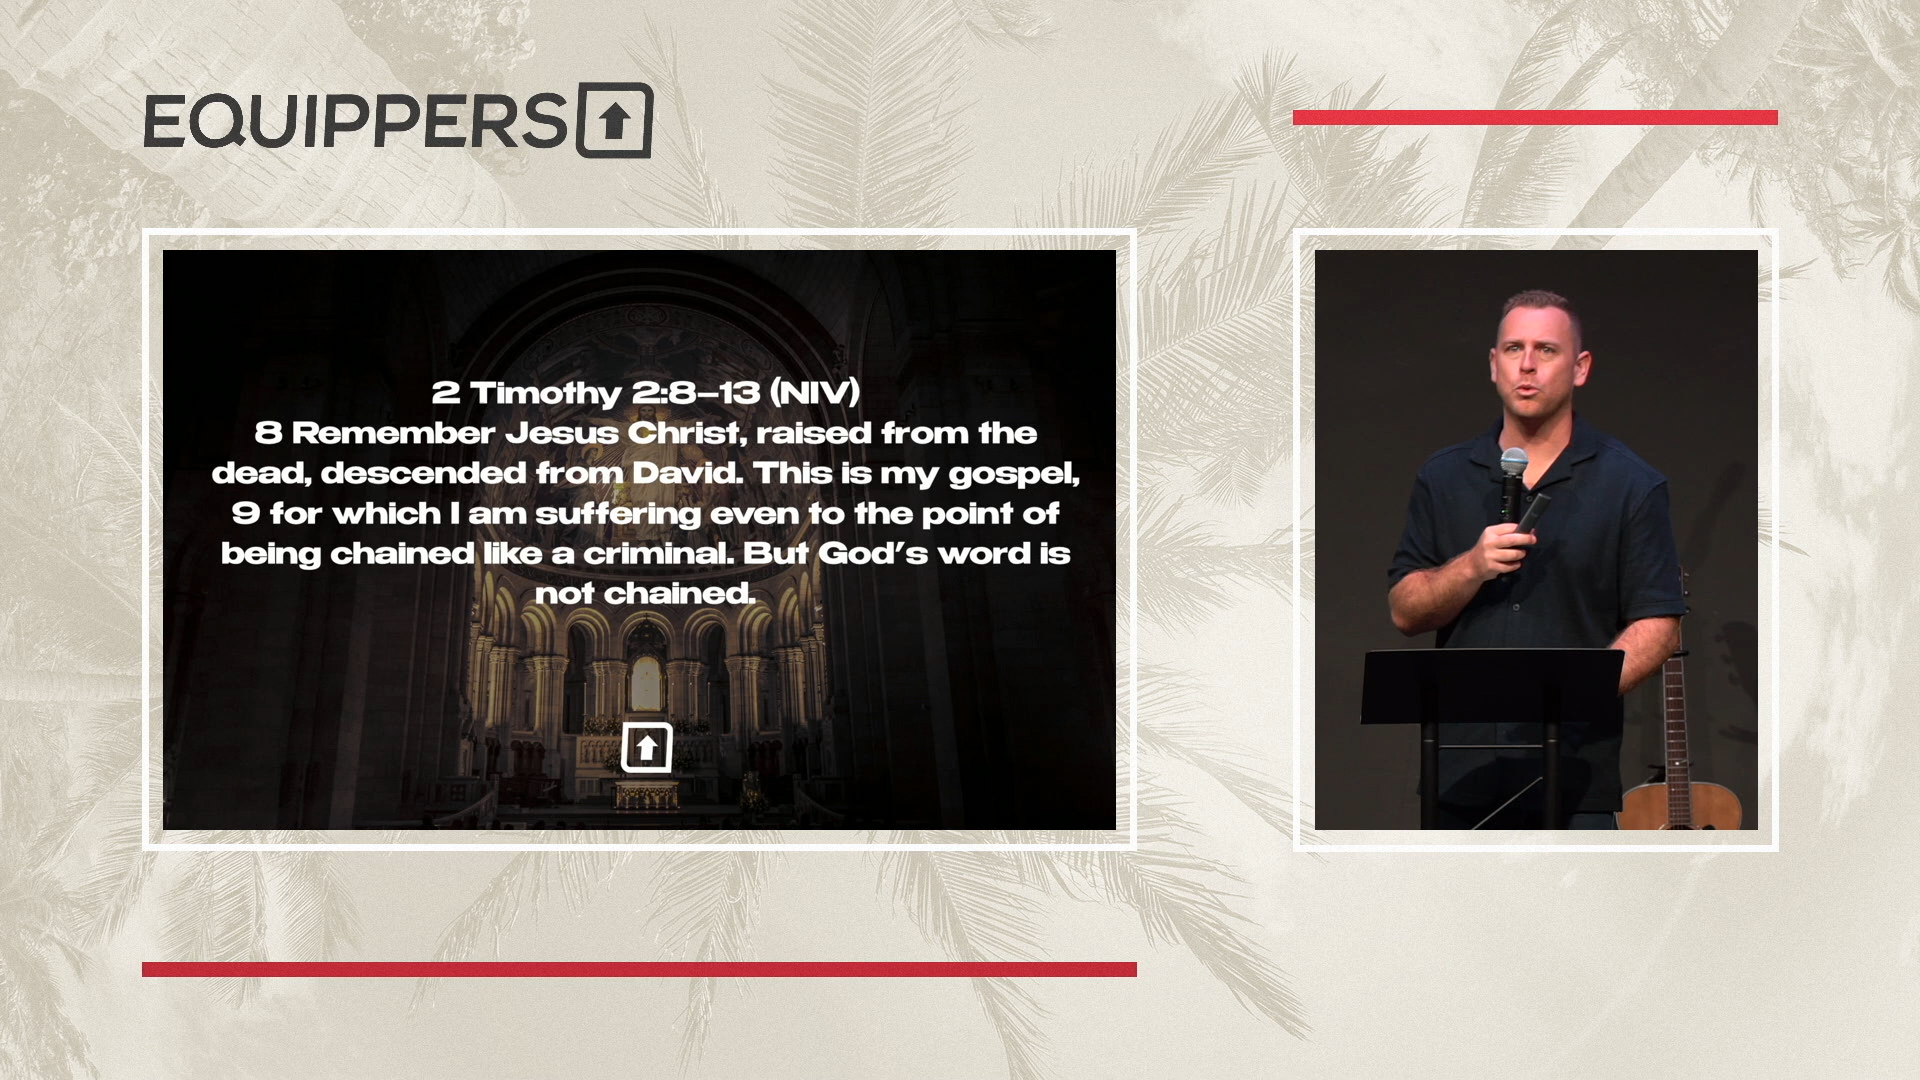 EQUIPPERS
2 Timothy 2:8–13 (NIV)
8 Remember Jesus Christ, raised from the
dead, descended from David. This is my gospel,
9 for which I am suffering even to the point of
being chained like a criminal. But God's word is
not chained.